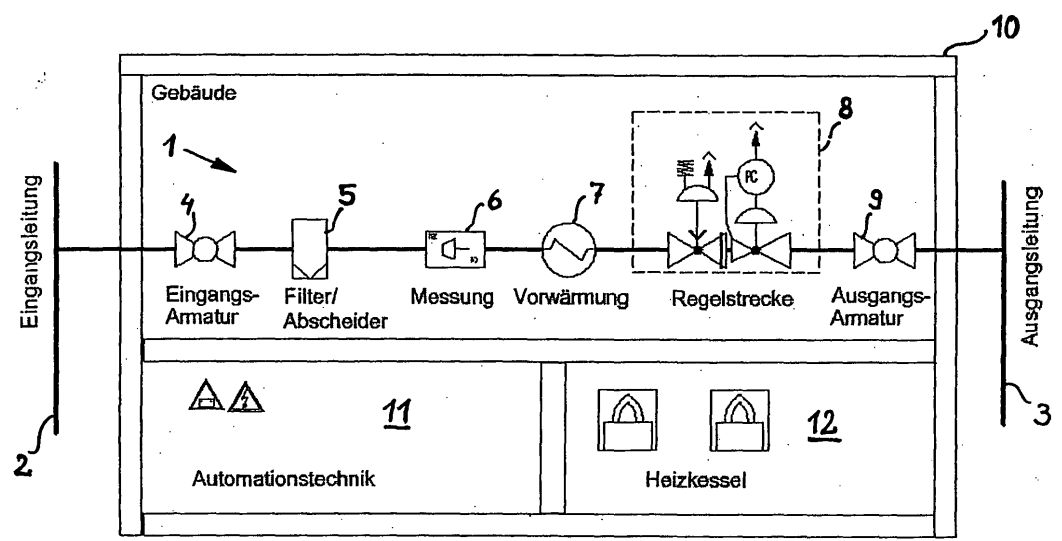 10
Gebäude
8
1
Eingangsleitung
4
5
6
7
PC
9
Ausgangsleitung
Eingangs-
Armatur
Filter/
Abscheider
Messung
Vorwärmung
Regelstrecke
Ausgangs-
Armatur
11
12
2
3
Automationstechnik
Heizkessel